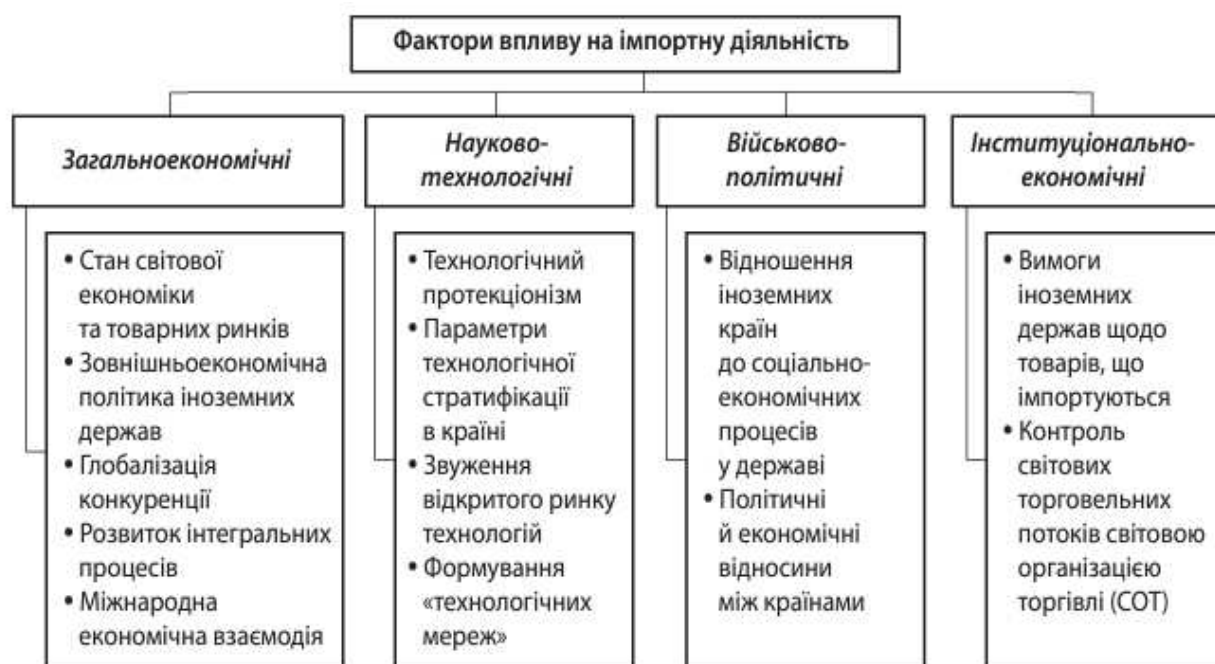 Фактори впливу на імпортну діяльність
Загальноекономічні
Науково-
технологічні
Військово-
політичні
Інституціонально-
економічні
• Стан світової
економіки
та товарних ринків
• Зовнішньоекономічна
політика іноземних
держав
• Глобалізація
конкуренції
• Розвиток інтегральних
процесів
• Міжнародна
економічна взаємодія
• Технологічний
протекціонізм
• Параметри
технологічної
стратифікації
в країні
• Звуження
відкритого ринку
технологій
• Формування
«технологічних
мереж»
• Відношення
іноземних
країн
до соціально-
економічних
процесів
у державі
• Політичні
й економічні
відносини
між країнами
• Вимоги
іноземних
держав щодо
товарів, що
імпортуються
• Контроль
світових
торговельних
потоків світовою
організацією
торгівлі (СОТ)